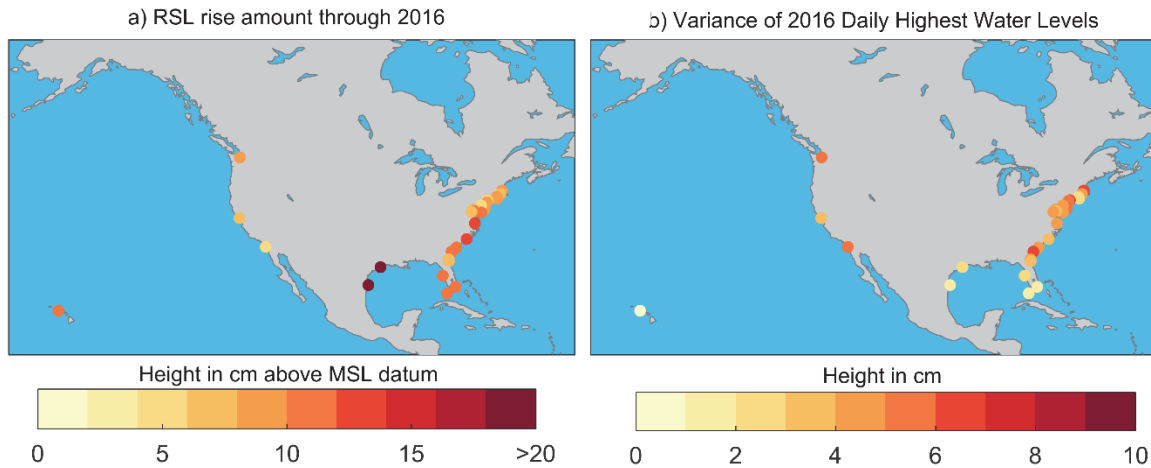 a) RSL rise amount through 2016
b) Variance of 2016 Daily Highest Water Levels
Height in cm above MSL datum
0 5 10 15 >20
Height in cm
0 2 4 6 8 10